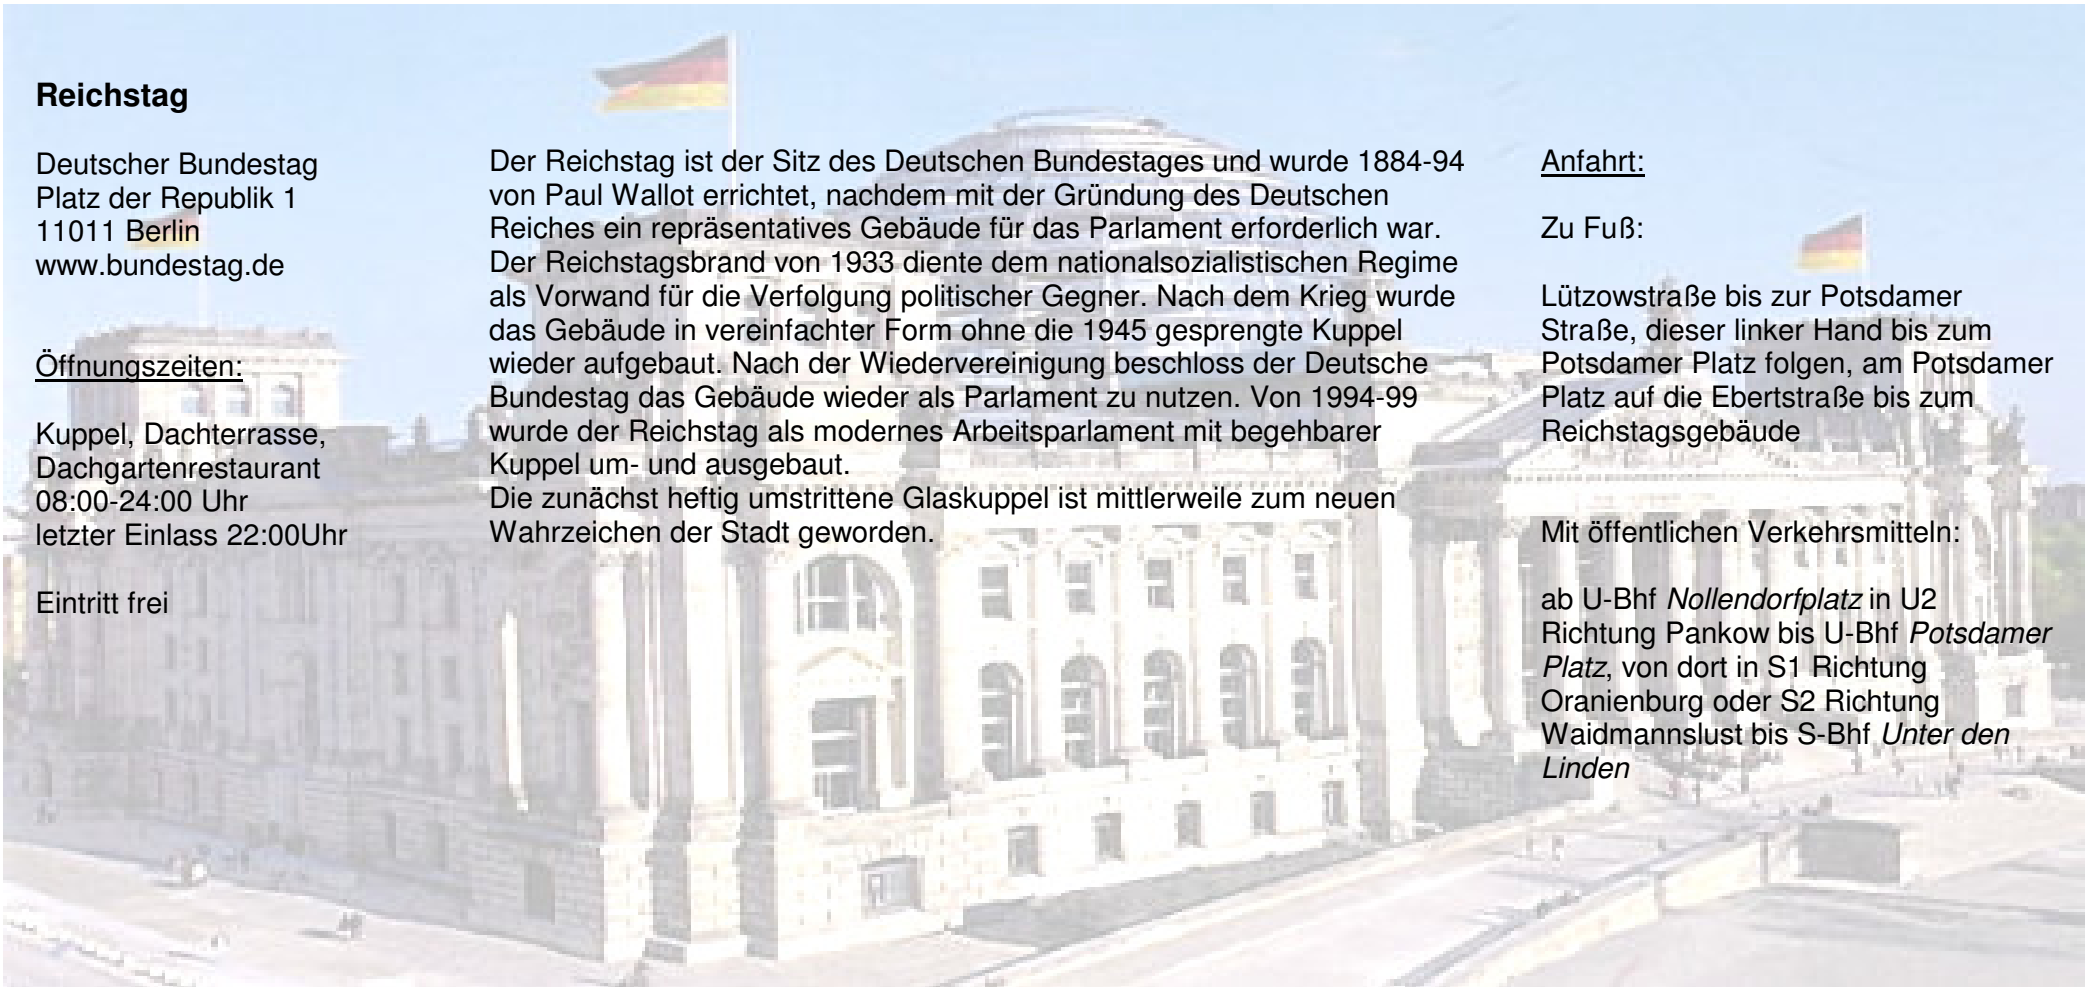 Reichstag
Deutscher Bundestag
Platz der Republik 1
11011 Berlin
www.bundestag.de
Öffnungszeiten:
Kuppel, Dachterrasse,
Dachgartenrestaurant
08:00-24:00 Uhr
letzter Einlass 22:00Uhr
Eintritt frei
Der Reichstag ist der Sitz des Deutschen Bundestages und wurde 1884-94
von Paul Wallot errichtet, nachdem mit der Gründung des Deutschen
Reiches ein repräsentatives Gebäude für das Parlament erforderlich war.
Der Reichstagsbrand von 1933 diente dem nationalsozialistischen Regime
als Vorwand für die Verfolgung politischer Gegner. Nach dem Krieg wurde
das Gebäude in vereinfachter Form ohne die 1945 gesprengte Kuppel
wieder aufgebaut. Nach der Wiedervereinigung beschloss der Deutsche
Bundestag das Gebäude wieder als Parlament zu nutzen. Von 1994-99
wurde der Reichstag als modernes Arbeitsparlament mit begehbarer
Kuppel um- und ausgebaut.
Die zunächst heftig umstrittene Glaskuppel ist mittlerweile zum neuen
Wahrzeichen der Stadt geworden.
Anfahrt:
Zu Fuß:
Lützowstraße bis zur Potsdamer
Straße, dieser linker Hand bis zum
Potsdamer Platz folgen, am Potsdamer
Platz auf die Ebertstraße bis zum
Reichstagsgebäude
Mit öffentlichen Verkehrsmitteln:
ab U-Bhf Nollendorfplatz in U2
Richtung Pankow bis U-Bhf Potsdamer
Platz, von dort in S1 Richtung
Oranienburg oder S2 Richtung
Waidmannslust bis S-Bhf Unter den
Linden